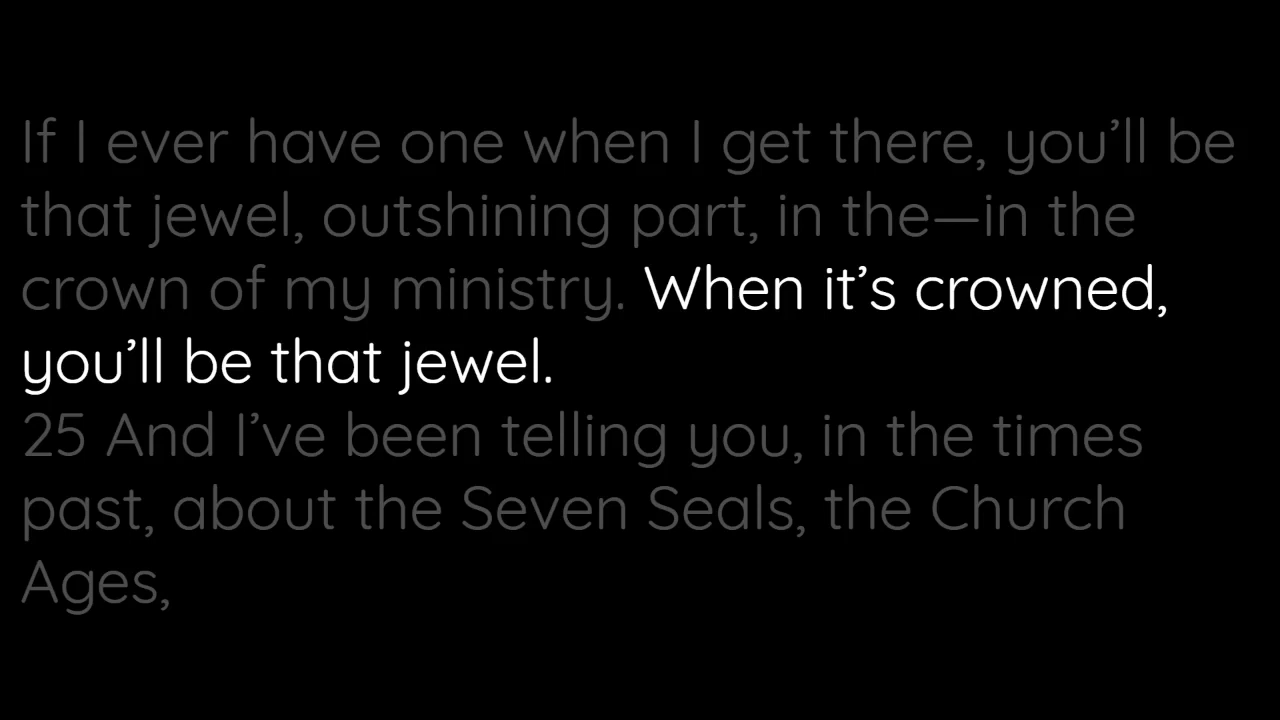 If I ever have one when I get there, you’ll be
that jewel, outshining part, in the—in the
crown of my ministry. When it’s crowned,
you’ll be that jewel.
25 And I’ve been telling you, in the times
past, about the Seven Seals, the Church
Ages,